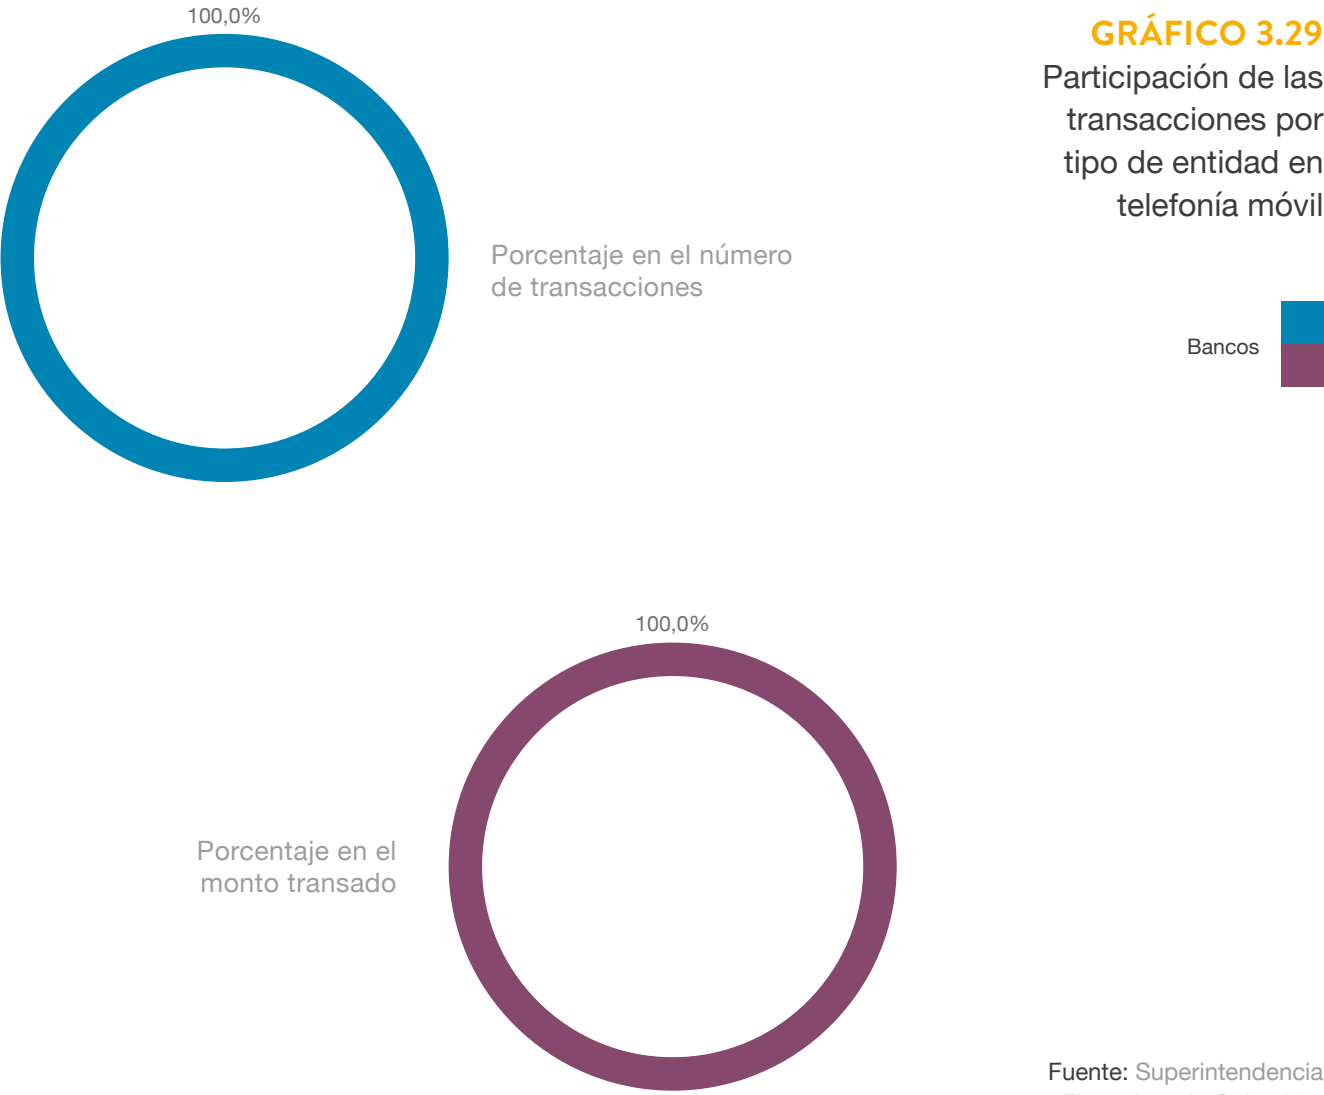 100,0%
GRÁFICO 3.29
Participación de las
transacciones por
tipo de entidad en
telefonía móvil
Porcentaje en el número
de transacciones
Bancos
100,0%
Porcentaje en el
monto transado
Fuente: Superintendencia